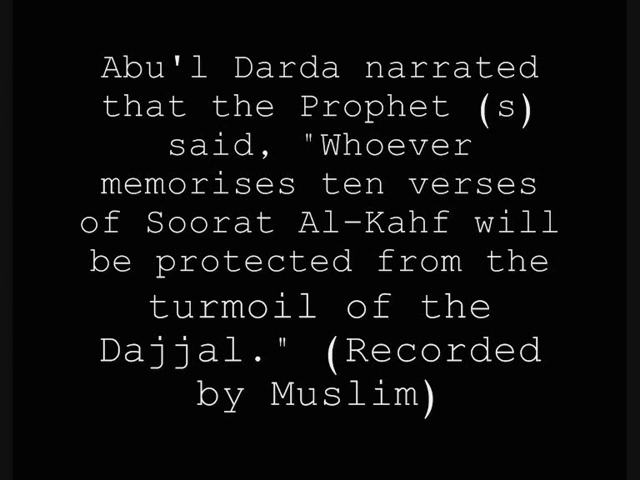 Abu'l Darda narrated
that the Prophet (s)
said, "Whoever
memorises ten verses
of Soorat Al-Kahf will
be protected from the
turmoil of the
Dajjal." (Recorded
by Muslim)